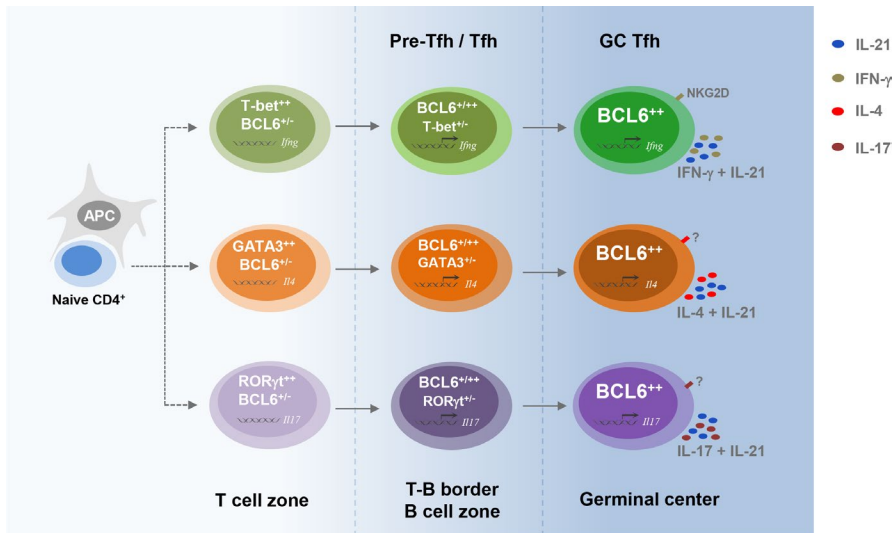 Pre-Tfh / Tfh
GC Tfh
IL-21
IFN-γ
IL-4
IL-17
T-bet++
BCL6+/-
Ifng
BCL6+/++
T-bet+/-
Ifng
NKG2D
BCL6++
Ifng
IFN-γ + IL-21
APC
Naive CD4+
GATA3++
BCL6+/-
Il4
BCL6+/++
GATA3+/-
Il4
?
BCL6++
Il4
IL-4 + IL-21
RORγt++
BCL6+/-
Il17
BCL6+/++
RORγt+/-
Il17
?
BCL6++
Il17
IL-17 + IL-21
T cell zone
T-B border
B cell zone
Germinal center